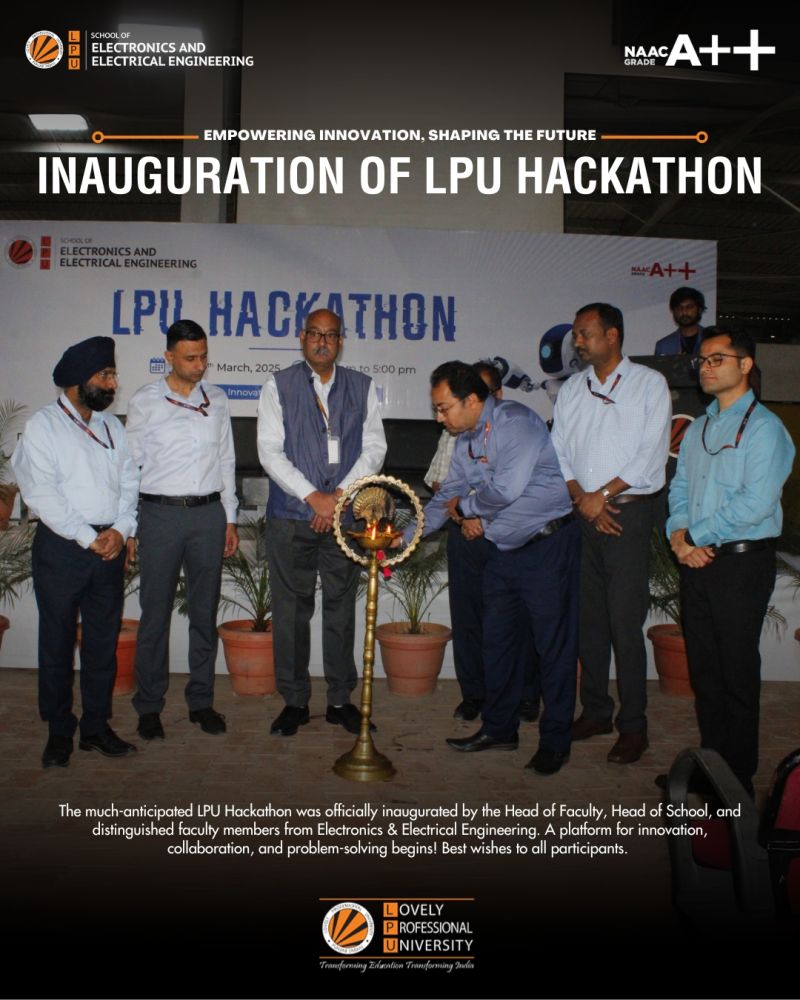 SCHOOL OF
ELECTRONICS AND
ELECTRICAL ENGINEERING
LPU
NAAC
GRADE A++
EMPOWERING INNOVATION, SHAPING THE FUTURE
INAUGURATION OF LPU HACKATHON
SCHOOL OF
ELECTRONICS AND
ELECTRICAL ENGINEERING
NAAC
GRADE A++
LPU HACKATHON
March, 2025
to 5:00 pm
The much-anticipated LPU Hackathon was officially inaugurated by the Head of Faculty, Head of School, and
distinguished faculty members from Electronics & Electrical Engineering. A platform for innovation,
collaboration, and problem-solving begins! Best wishes to all participants.
LOVELY
PROFESSIONAL
UNIVERSITY
Transforming Education Transforming India